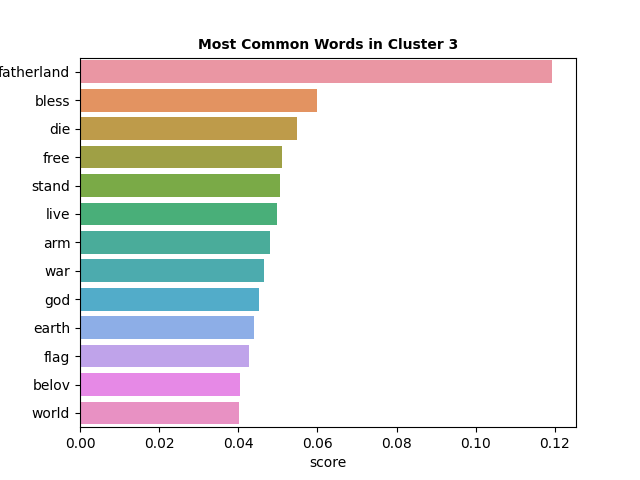 Most Common Words in Cluster 3
fatherland
bless
die
free
stand
live
arm
war
god
earth
flag
belov
world
0.00 0.02 0.04 0.06 0.08 0.10 0.12
score